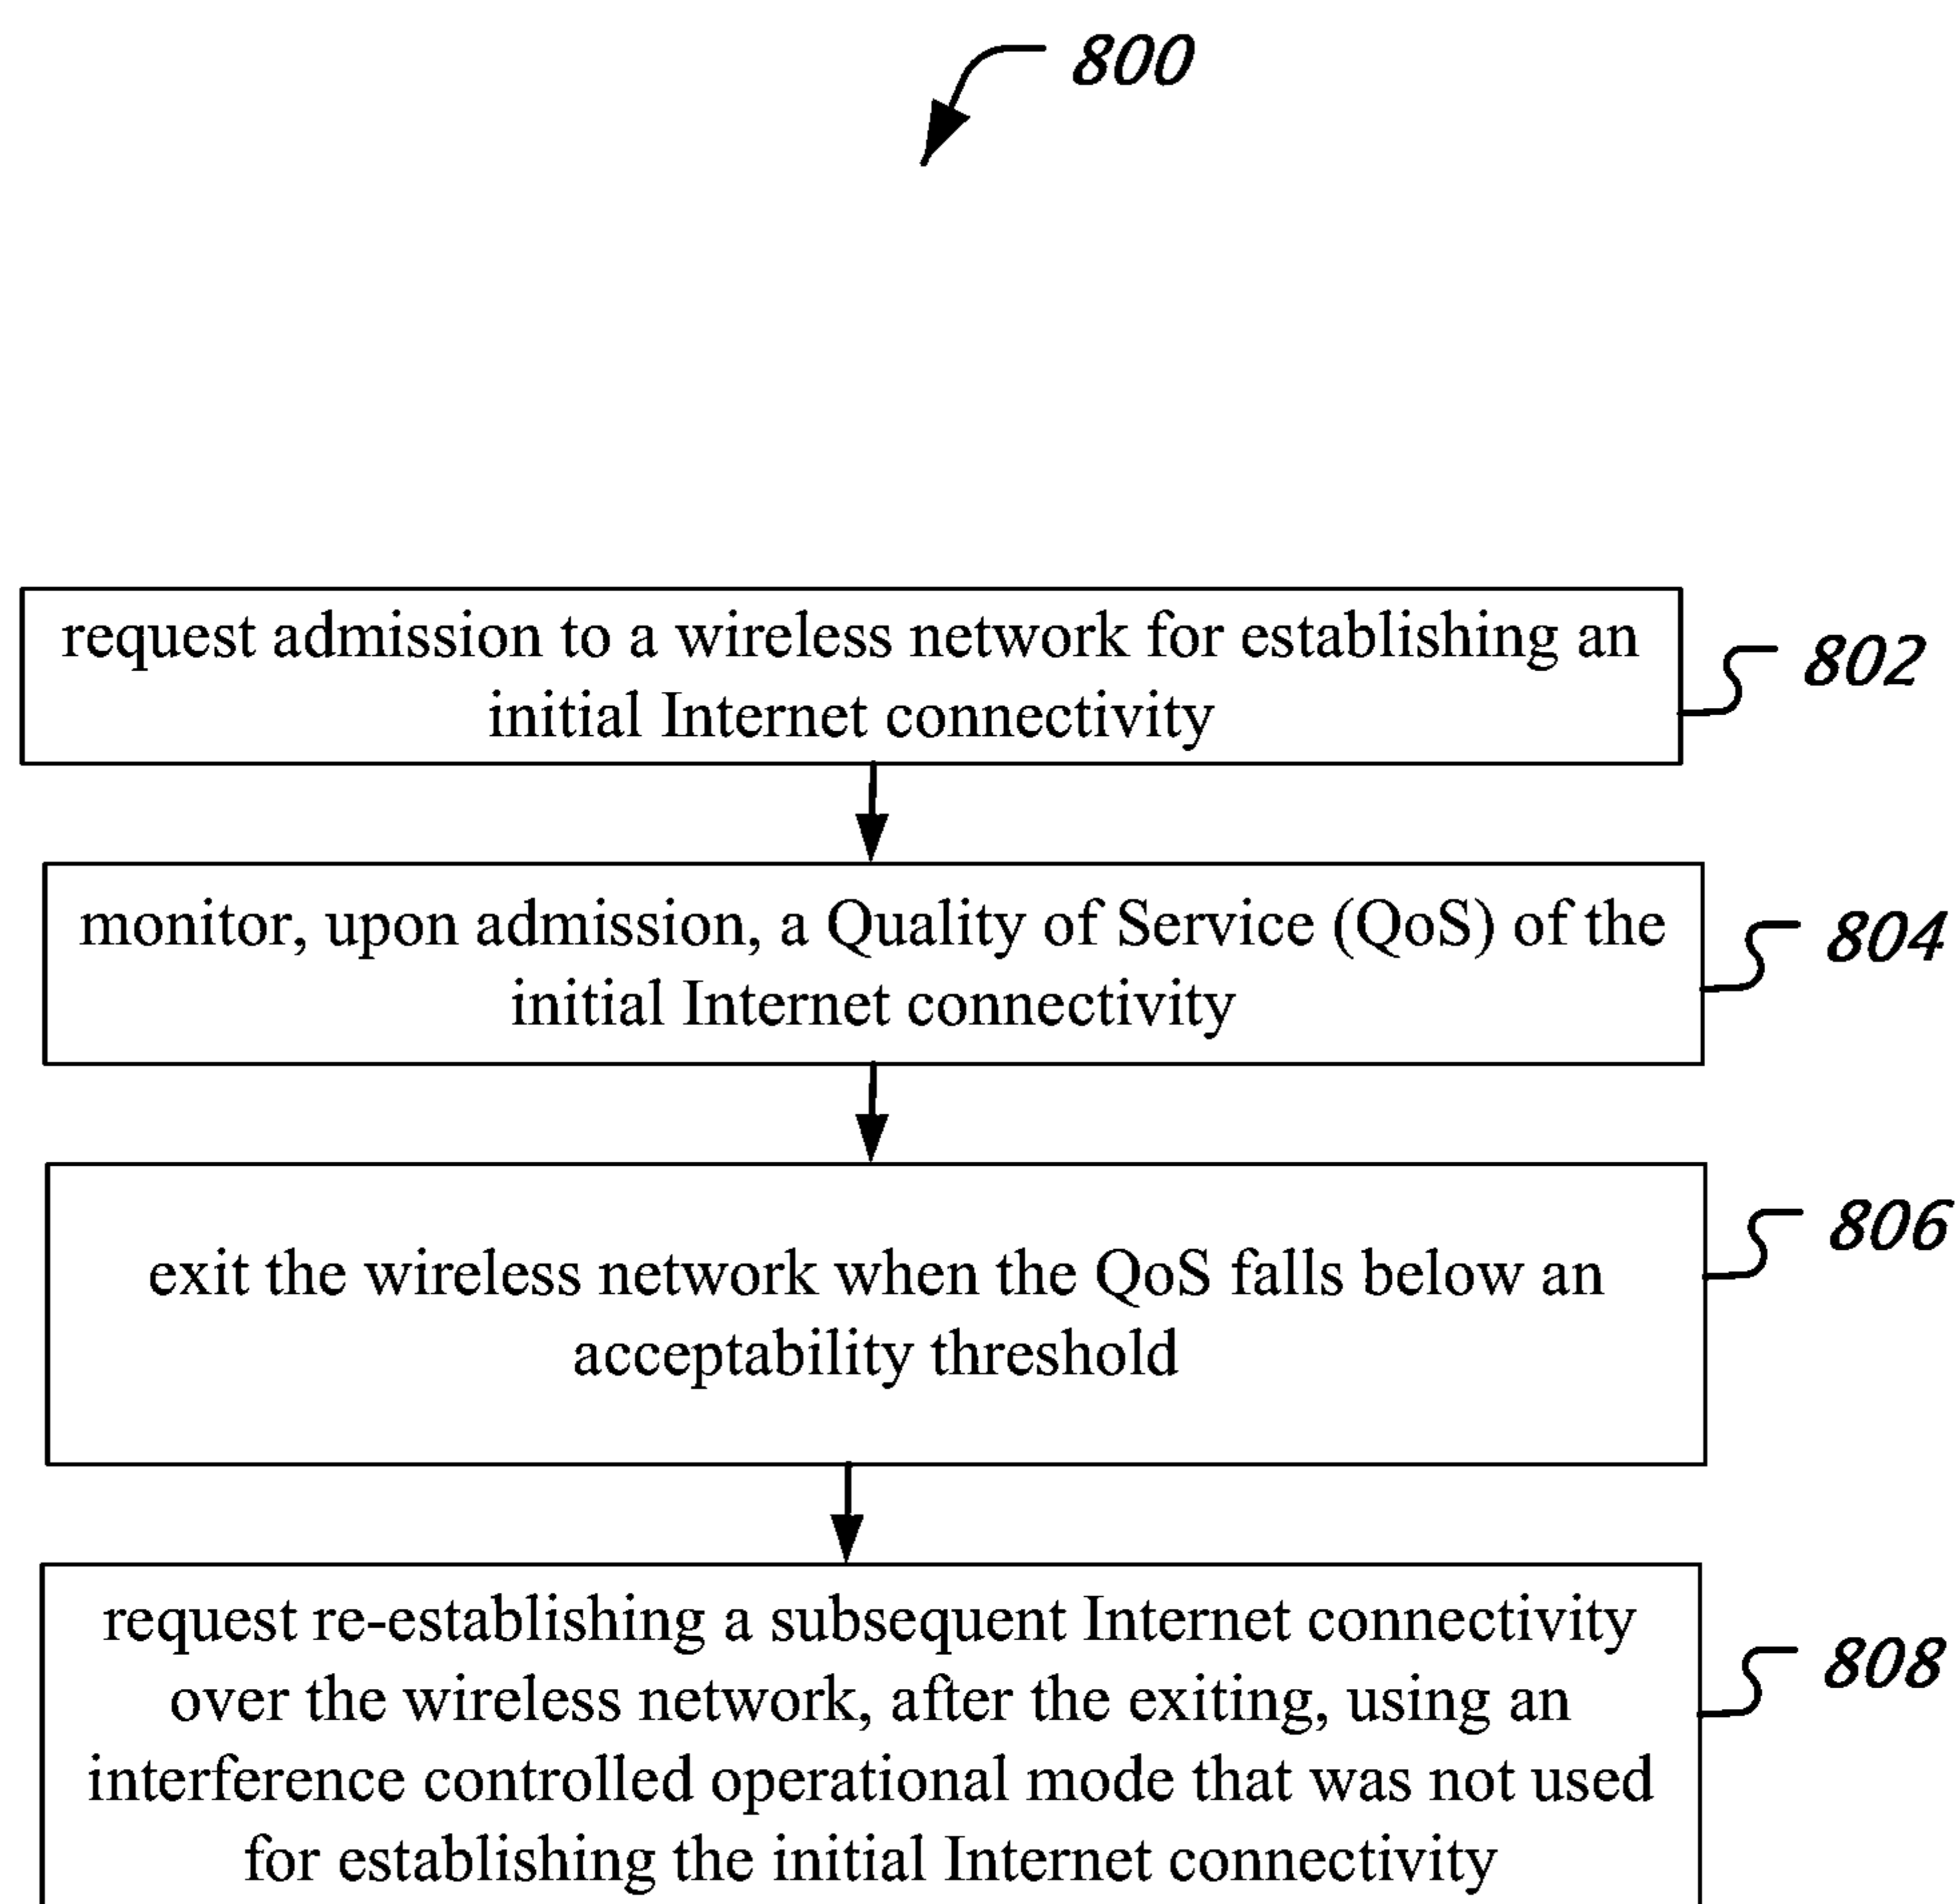 800
request admission to a wireless network for establishing an
initial Internet connectivity
802
monitor, upon admission, a Quality of Service (QoS) of the
initial Internet connectivity
804
exit the wireless network when the QoS falls below an
acceptability threshold
806
request re-establishing a subsequent Internet connectivity
over the wireless network, after the exiting, using an
interference controlled operational mode that was not used
for establishing the initial Internet connectivity
808